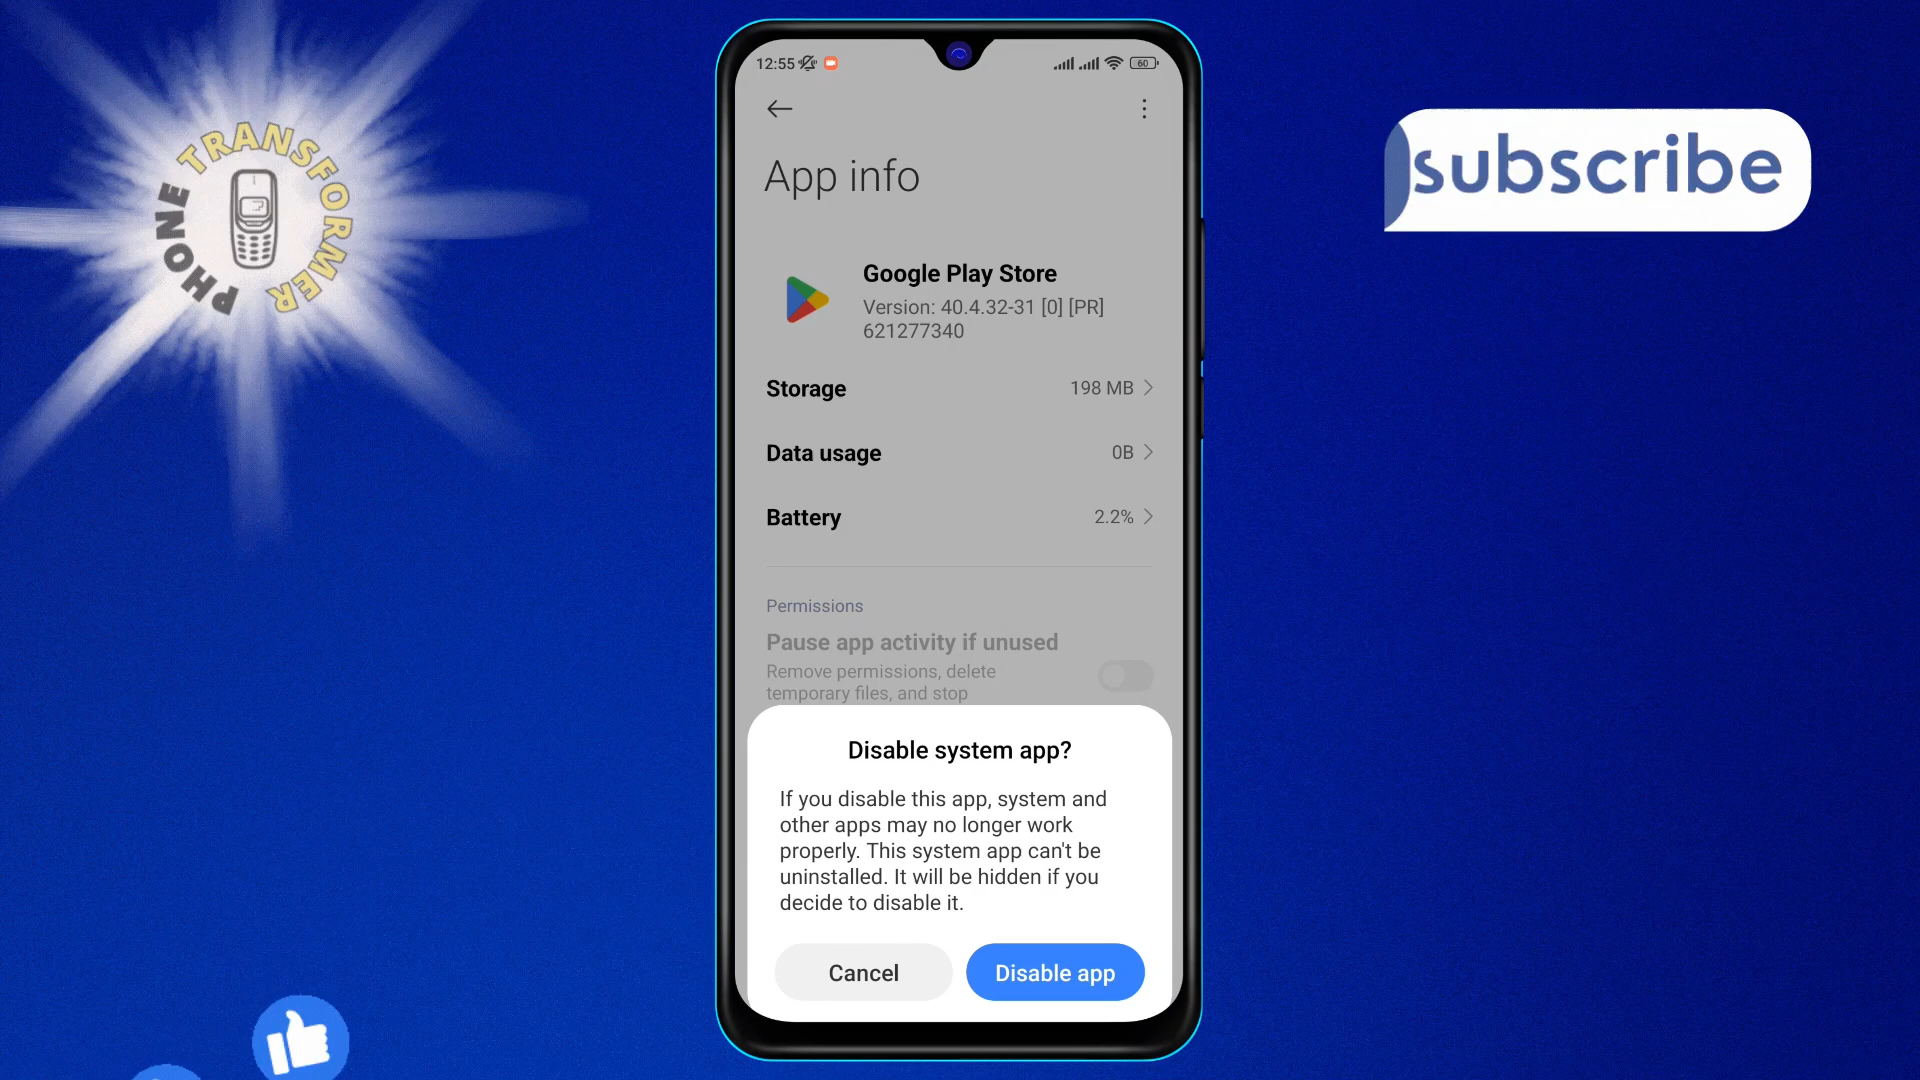 PHONE TRANSFORMER
subscribe
12:55
60
App info
Google Play Store
Version: 40.4.32-31 [0] [PR]
621277340
Storage 198 MB
Data usage 0B
Battery 2.2%
Permissions
Pause app activity if unused
Remove permissions, delete
temporary files, and stop
Disable system app?
If you disable this app, system and
other apps may no longer work
properly. This system app can't be
uninstalled. It will be hidden if you
decide to disable it.
Cancel Disable app